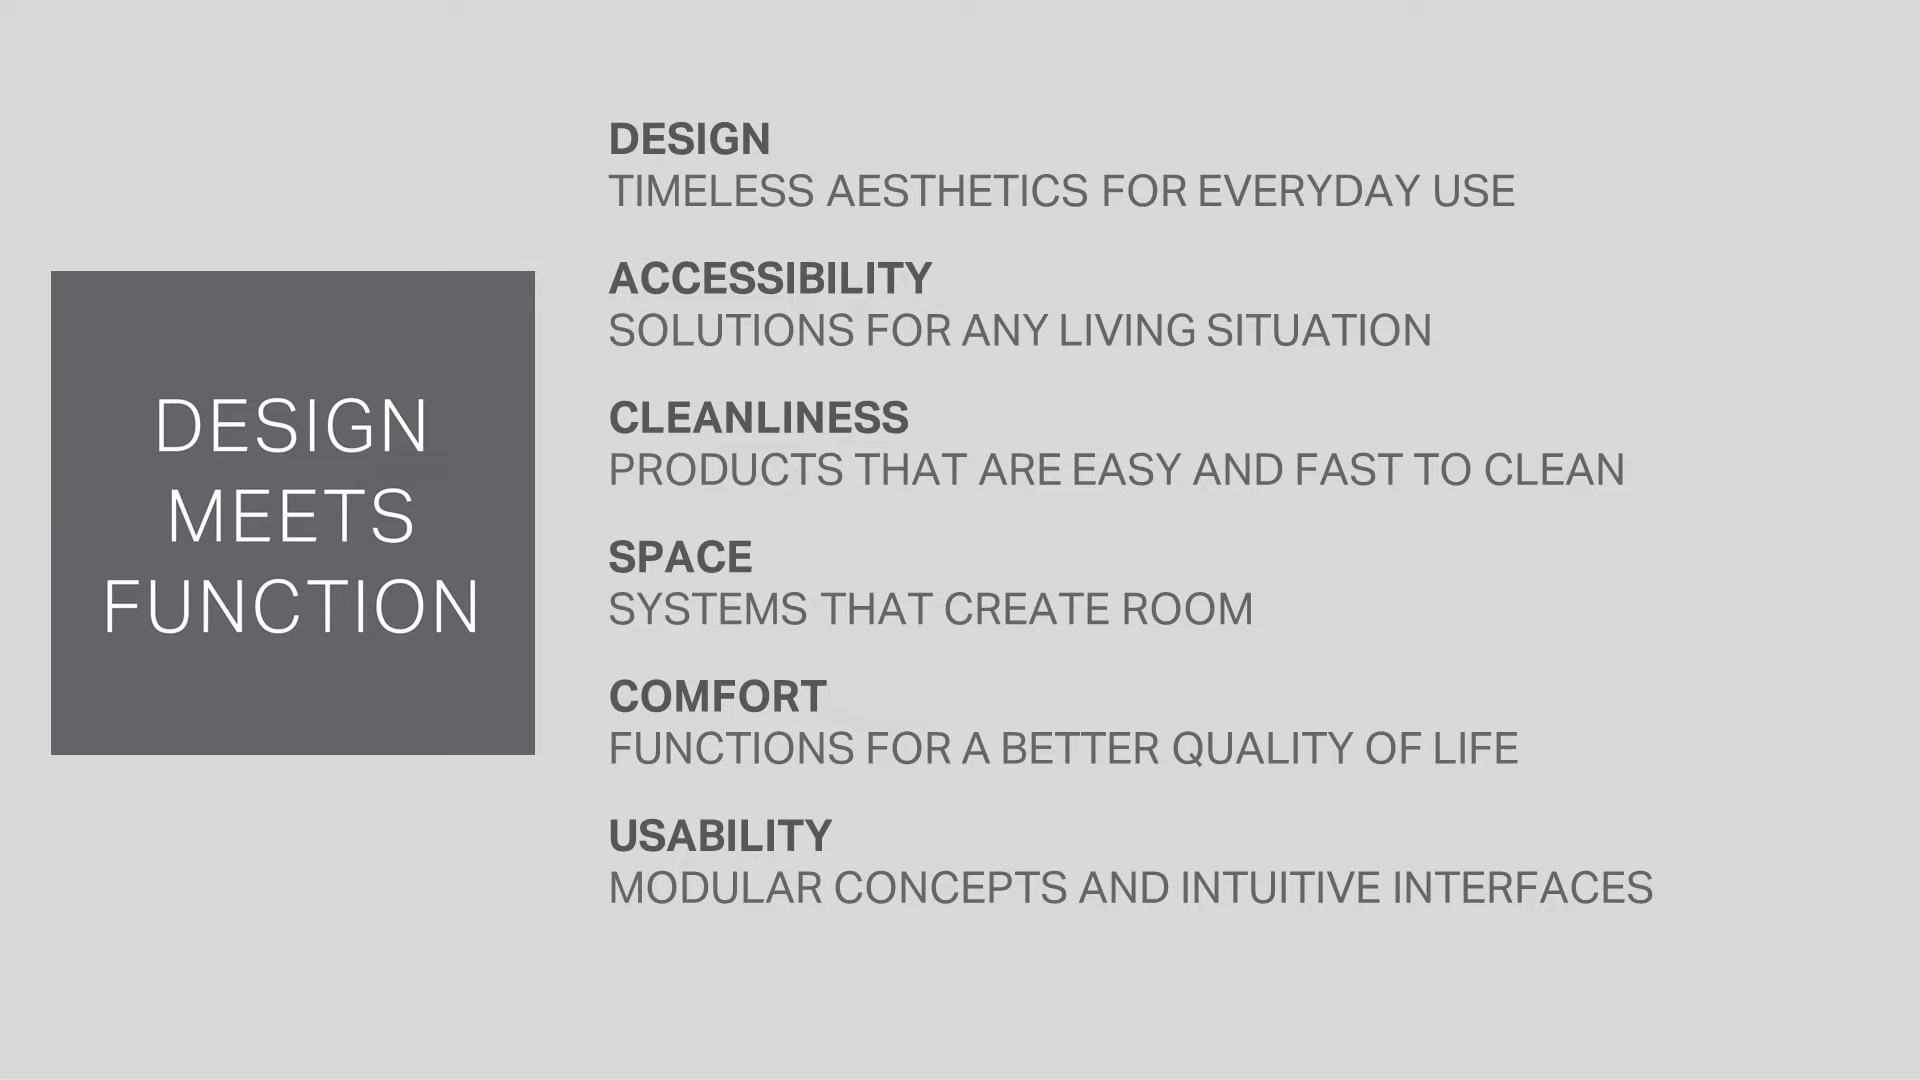 DESIGN
MEETS
FUNCTION
DESIGN
TIMELESS AESTHETICS FOR EVERYDAY USE
ACCESSIBILITY
SOLUTIONS FOR ANY LIVING SITUATION
CLEANLINESS
PRODUCTS THAT ARE EASY AND FAST TO CLEAN
SPACE
SYSTEMS THAT CREATE ROOM
COMFORT
FUNCTIONS FOR A BETTER QUALITY OF LIFE
USABILITY
MODULAR CONCEPTS AND INTUITIVE INTERFACES